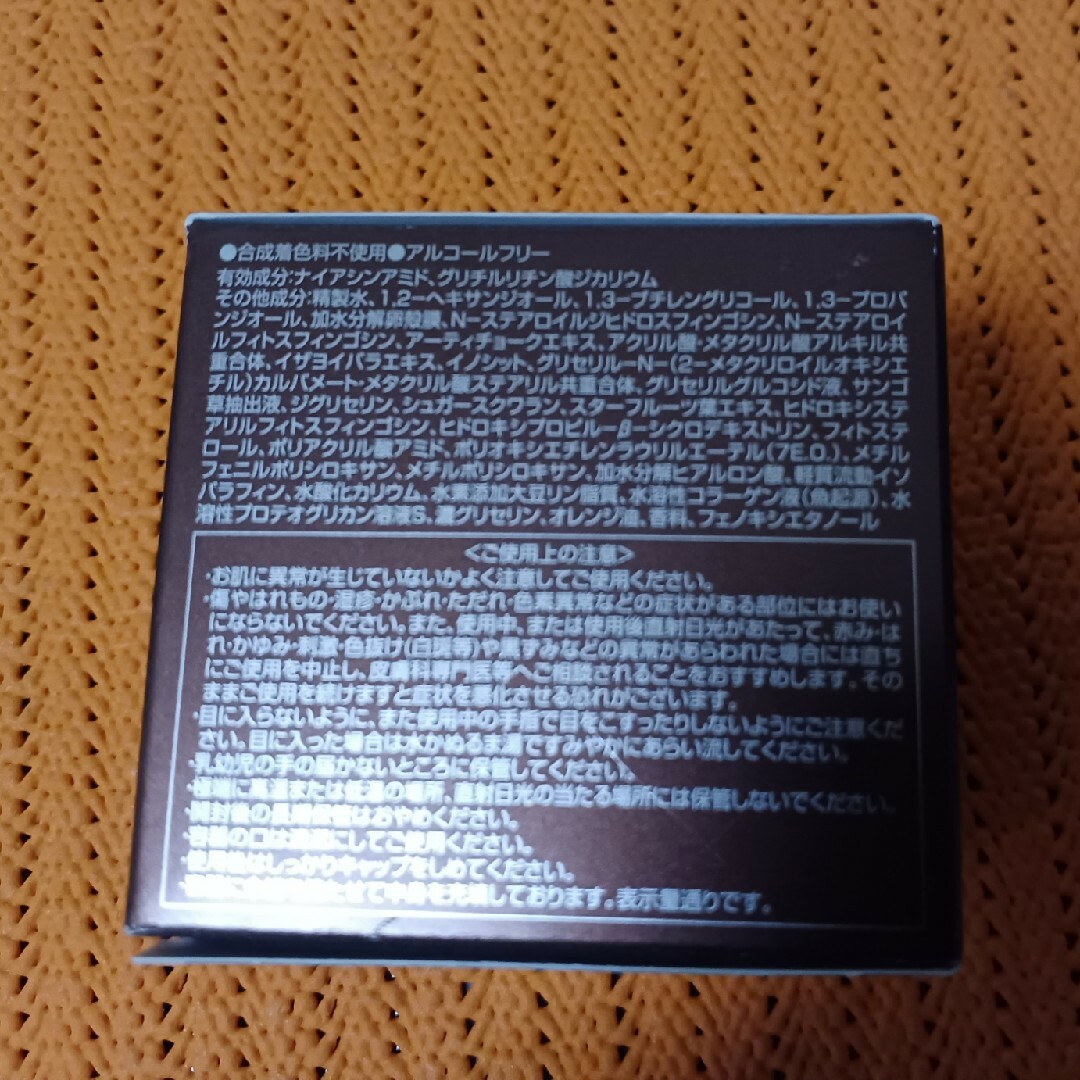 ●合成着色料不使用●アルコールフリー
有効成分:ナイアシンアミド、グリチルリチン酸ジカリウム
その他成分:精製水、1,2-ヘキサンジオール、1,3-ブチレングリコール、1,3-プロパ
ンジオール、加水分解卵殻膜、N-ステアロイルジヒドロスフィンゴシン、N-ステアロイ
ルフィトスフィンゴシン、アーティチョークエキス、アクリル酸・メタクリル酸アルキル共
重合体、イザヨイバラエキス、イノシット、グリセリル-N-(2-メタクリロイルオキシエ
チル)カルバメート・メタクリル酸ステアリル共重合体、グリセリルグルコシド液、サンゴ
草抽出液、ジグリセリン、シュガースクワラン、スターフルーツ葉エキス、ヒドロキシステ
アリルフィトスフィンゴシン、ヒドロキシプロピル-β-シクロデキストリン、フィトステ
ロール、ポリアクリル酸アミド、ポリオキシエチレンラウリルエーテル(7E.O.)、メチル
フェニルポリシロキサン、メチルポリシロキサン、加水分解ヒアルロン酸、軽質流動イソ
パラフィン、水酸化カリウム、水素添加大豆リン脂質、水溶性コラーゲン液(魚起源)、水
溶性プロテオグリカン溶液S、濃グリセリン、オレンジ油、香料、フェノキシエタノール
<ご使用上の注意>
・お肌に異常が生じていないかよく注意してご使用ください。
・傷やはれもの・湿疹・かぶれ・ただれ・色素異常などの症状がある部位にはお使い
にならないでください。また、使用中、または使用後直射日光があたって、赤み・は
れ・かゆみ・刺激・色抜け(白斑等)や黒ずみなどの異常があらわれた場合には直ち
にご使用を中止し、皮膚科専門医等へご相談されることをおすすめします。その
ままご使用を続けますと症状を悪化させる恐れがございます。
・目に入らないように、また使用中の手指で目をこすったりしないようにご注意くだ
さい。目に入った場合は水かぬるま湯ですみやかにあらい流してください。
・乳幼児の手の届かないところに保管してください。
・極端に高温または低温の場所、直射日光の当たる場所には保管しないでください。
・開封後の長期保管はおやめください。
・容器の口は清潔にしてご使用ください。
・使用後はしっかりキャップをしめてください。
たせて中身を充填しております。表示量通りです。